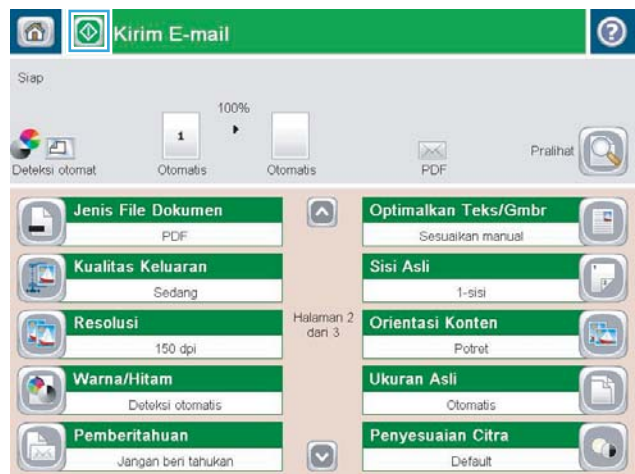 Kirim E-mail
?
Siap
100%
1
Deteksi otomat
Otomatis
Otomatis
PDF
Pralihat
Jenis File Dokumen
PDF
Kualitas Keluaran
Sedang
Resolusi
150 dpi
Warna/Hitam
Deteksi otomatis
Pemberitahuan
Jangan beri tahukan
Halaman 2
dari 3
Optimalkan Teks/Gmbr
Sesuaikan manual
Sisi Asli
1-sisi
Orientasi Konten
Potret
Ukuran Asli
Otomatis
Penyesuaian Citra
Default